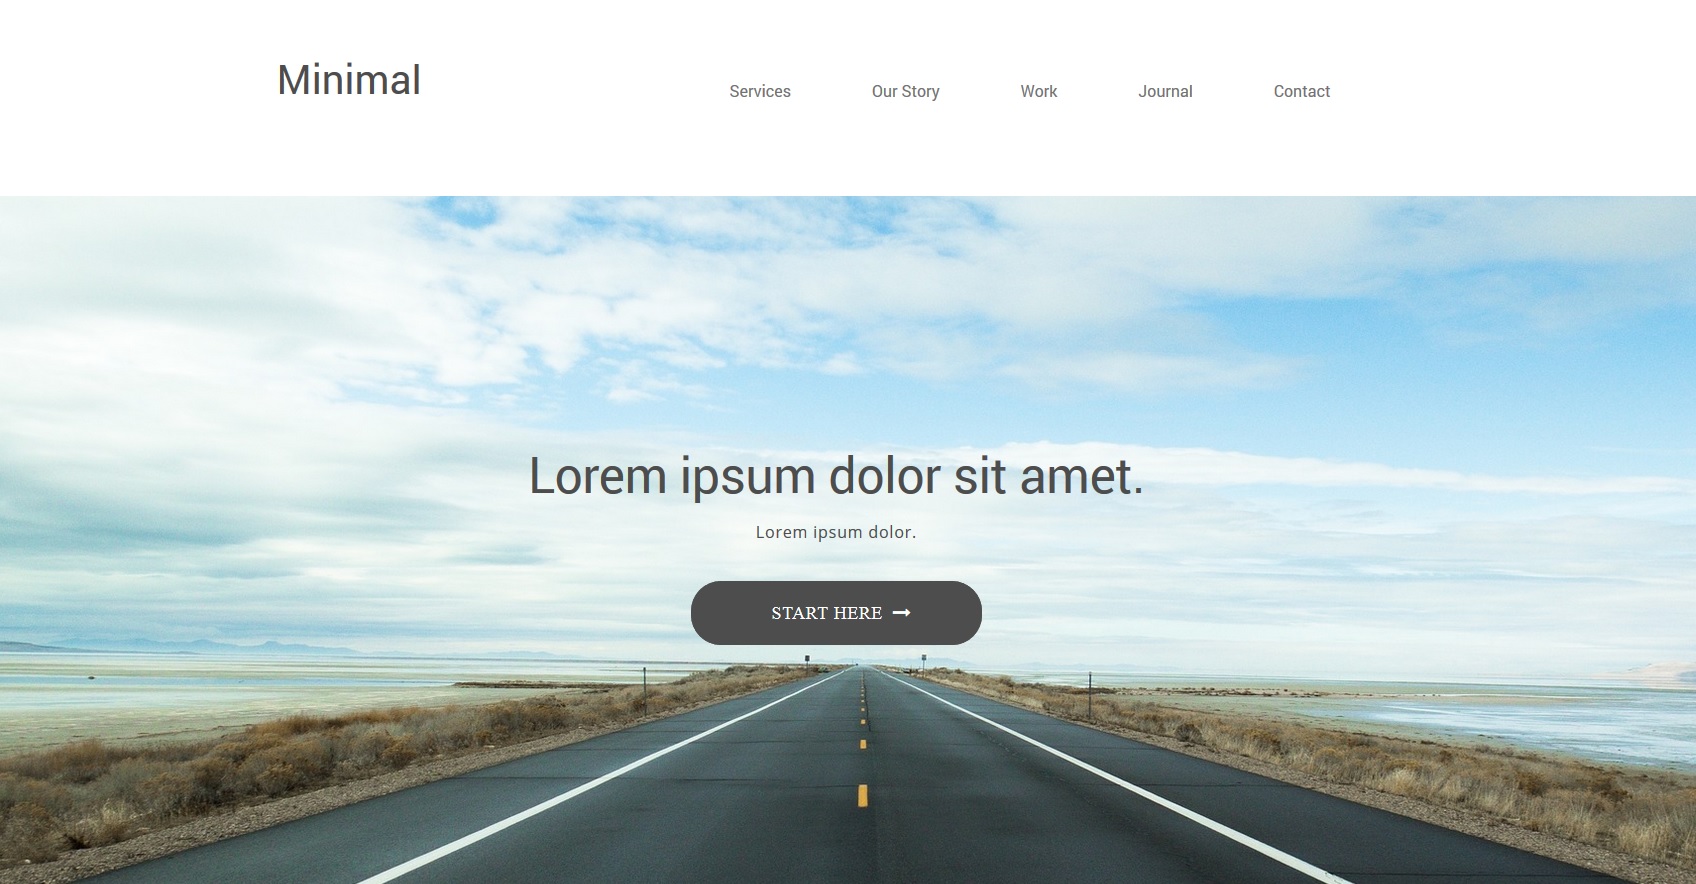 Minimal
Services Our Story Work Journal Contact
Lorem ipsum dolor sit amet.
Lorem ipsum dolor.
START HERE